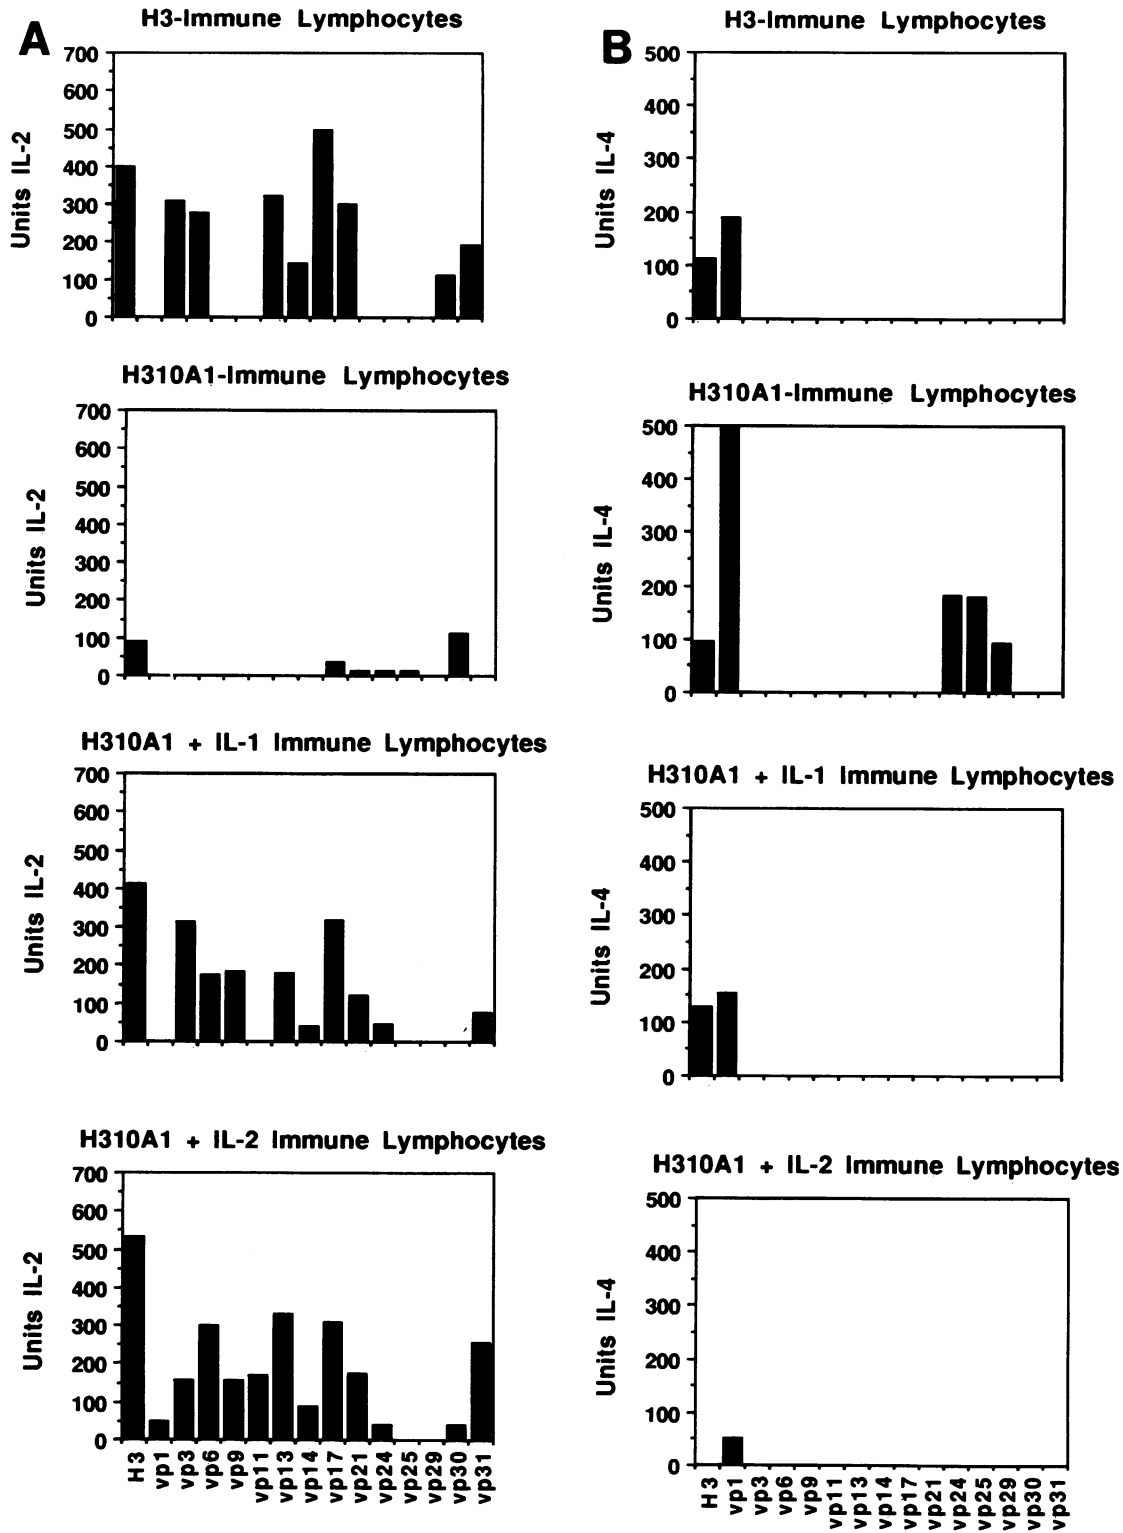 A
H3-Immune Lymphocytes
700
600
500
400
300
200
100
0
Units IL-2
H310A1-Immune Lymphocytes
700
600
500
400
300
200
100
0
Units IL-2
H310A1 + IL-1 Immune Lymphocytes
700
600
500
400
300
200
100
0
Units IL-2
H310A1 + IL-2 Immune Lymphocytes
700
600
500
400
300
200
100
0
Units IL-2
H3
vp1
vp3
vp6
vp9
vp11
vp13
vp14
vp17
vp21
vp24
vp25
vp29
vp30
vp31
B
H3-Immune Lymphocytes
500
400
300
200
100
0
Units IL-4
H310A1-Immune Lymphocytes
500
400
300
200
100
0
Units IL-4
H310A1 + IL-1 Immune Lymphocytes
500
400
300
200
100
0
Units IL-4
H310A1 + IL-2 Immune Lymphocytes
500
400
300
200
100
0
Units IL-4
H3
vp1
vp3
vp6
vp9
vp11
vp13
vp14
vp17
vp21
vp24
vp25
vp29
vp30
vp31